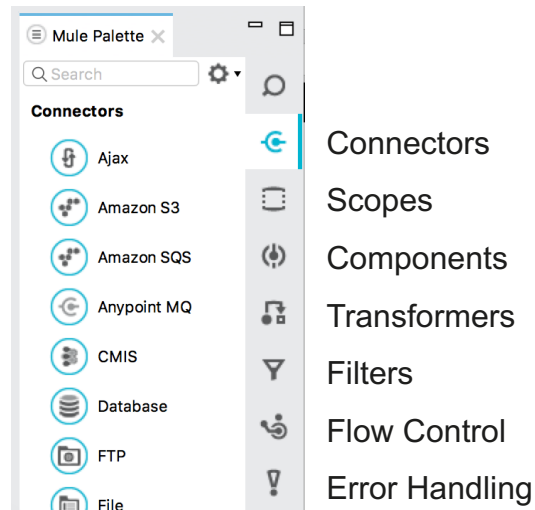 Mule Palette
Search
Connectors
Ajax
Amazon S3
Amazon SQS
Anypoint MQ
CMIS
Database
FTP
File
Connectors
Scopes
Components
Transformers
Filters
Flow Control
Error Handling